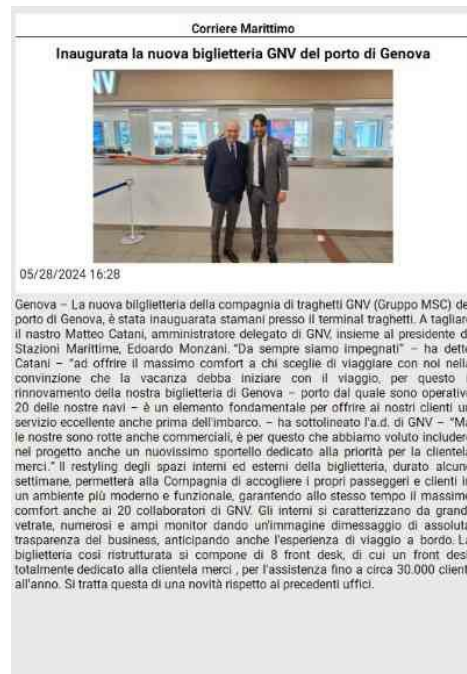 Corriere Marittimo
Inaugurata la nuova biglietteria GNV del porto di Genova
NV
05/28/2024 16:28
Genova – La nuova bilglietteria della compagnia di traghetti GNV (Gruppo MSC) de
porto di Genova, è stata inauguarata stamani presso il terminal traghetti. A tagliare
il nastro Matteo Catani, amministratore delegato di GNV, insieme al presidente d
Stazioni Marittime, Edoardo Monzani. “Da sempre siamo impegnati” – ha detto
Catani – “ad offrire il massimo comfort a chi sceglie di viaggiare con noi nella
convinzione che la vacanza debba iniziare con il viaggio, per questo i
rinnovamento della nostra biglietteria di Genova – porto dal quale sono operative
20 delle nostre navi – è un elemento fondamentale per offrire ai nostri clienti un
servizio eccellente anche prima dell’imbarco. – ha sottolineato l’a.d. di GNV – “Ma
le nostre sono rotte anche commerciali, è per questo che abbiamo voluto includere
nel progetto anche un nuovissimo sportello dedicato alla priorità per la clientela
merci.” Il restyling degli spazi interni ed esterni della biglietteria, durato alcune
settimane, permetterà alla Compagnia di accogliere i propri passeggeri e clienti in
un ambiente più moderno e funzionale, garantendo allo stesso tempo il massimo
comfort anche ai 20 collaboratori di GNV. Gli interni si caratterizzano da grand
vetrate, numerosi e ampi monitor dando un’immagine dimessaggio di assoluta
trasparenza del business, anticipando anche l’esperienza di viaggio a bordo. La
biglietteria così ristrutturata si compone di 8 front desk, di cui un front desk
totalmente dedicato alla clientela merci , per l’assistenza fino a circa 30.000 client
all’anno. Si tratta questa di una novità rispetto ai precedenti uffici.